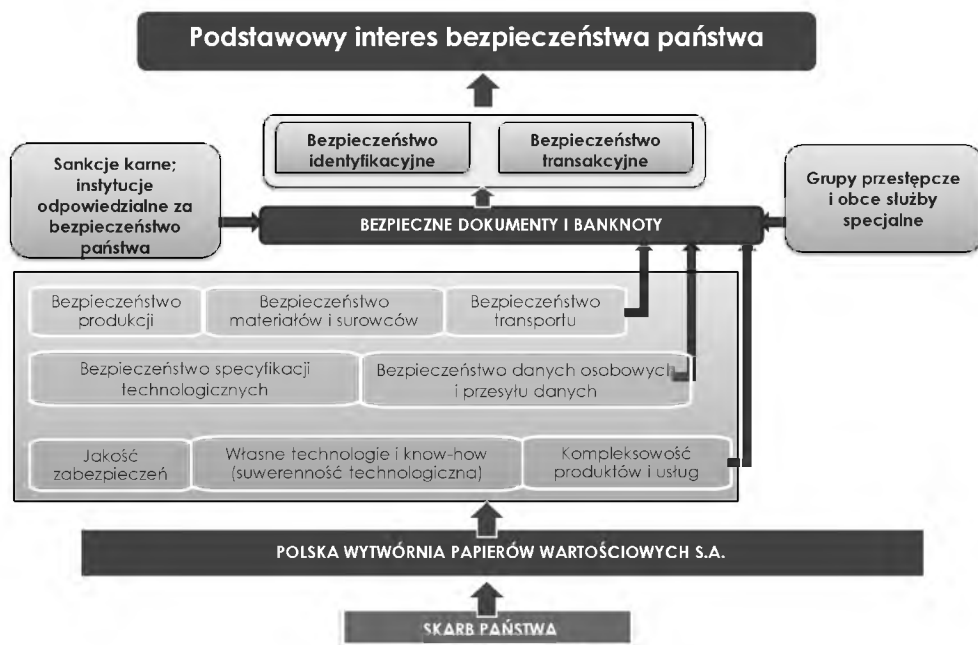 Podstawowy interes bezpieczeństwa państwa
Bezpieczeństwo
identyfikacyjne
Bezpieczeństwo
transakcyjne
Sankcje karne;
instytucje
odpowiedzialne za
bezpieczeństwo
państwa
Grupy przestępcze
i obce służby
specjalne
BEZPIECZNE DOKUMENTY I BANKNOTY
Bezpieczeństwo
produkcji
Bezpieczeństwo
materiałów i surowców
Bezpieczeństwo
transportu
Bezpieczeństwo specyfikacji
technologicznych
Bezpieczeństwo danych osobowych
i przesyłu danych
Jakość
zabezpieczeń
Własne technologie i know-how
(suwerenność technologiczna)
Kompleksowość
produktów i usług
POLSKA WYTWÓRNIA PAPIERÓW WARTOŚCIOWYCH S.A.
SKARB PAŃSTWA